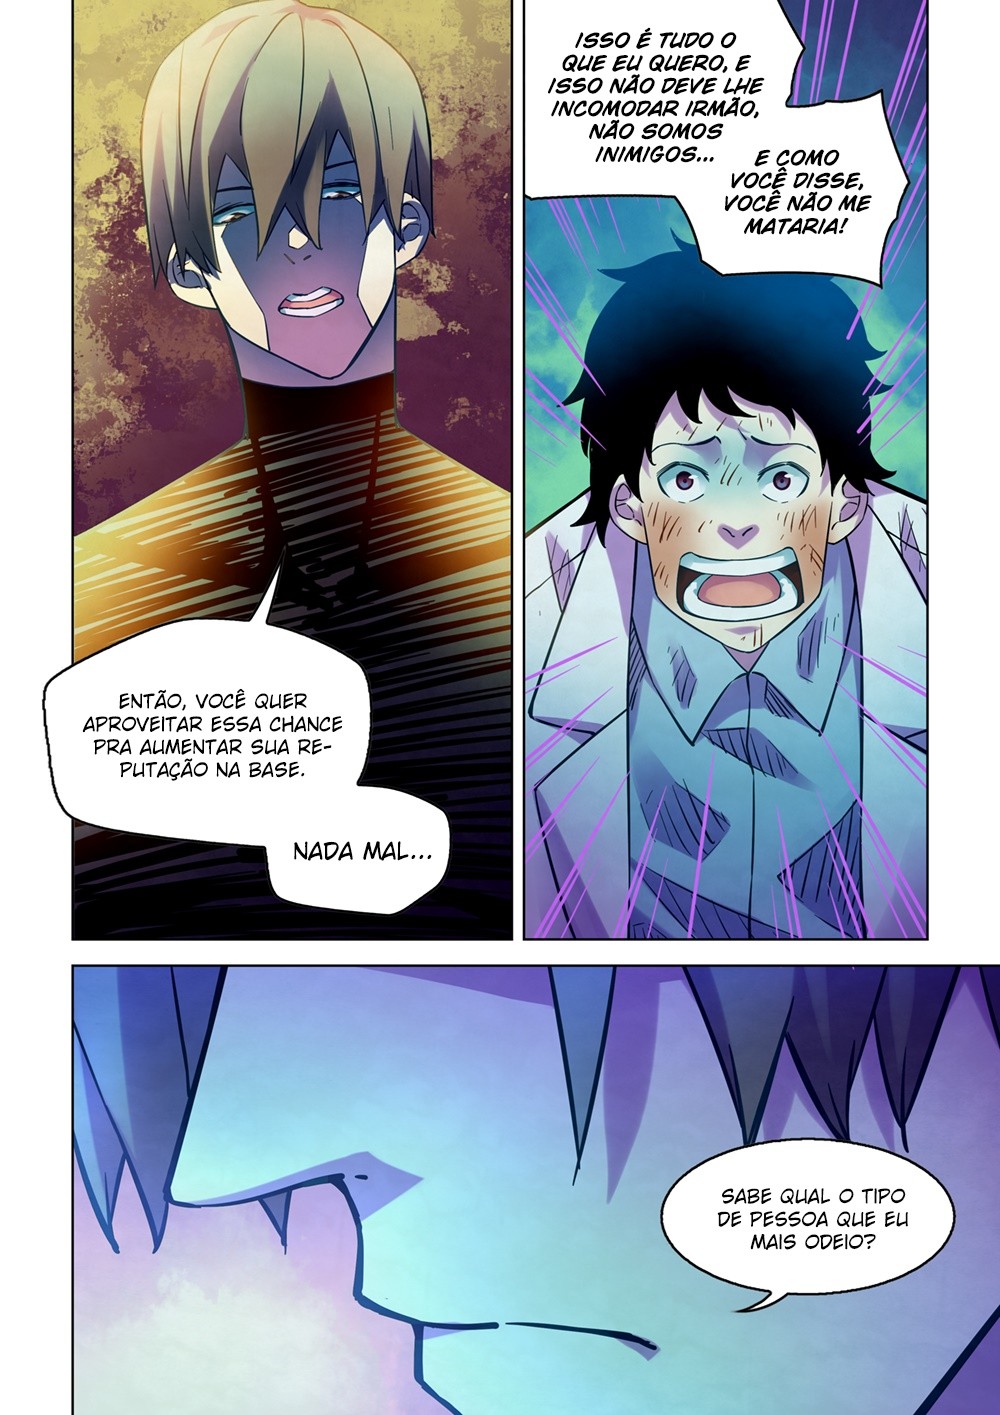 ISSO É TUDO O
QUE EU QUERO, E
ISSO NÃO DEVE LHE
INCOMODAR IRMÃO,
NÃO SOMOS
INIMIGOS...
E COMO
VOCÊ DISSE,
VOCÊ NÃO ME
MATARIA!
ENTÃO, VOCÊ QUER
APROVEITAR ESSA CHANCE
PRA AUMENTAR SUA RE-
PUTAÇÃO NA BASE.
NADA MAL...
SABE QUAL O TIPO
DE PESSOA QUE EU
MAIS ODEIO?